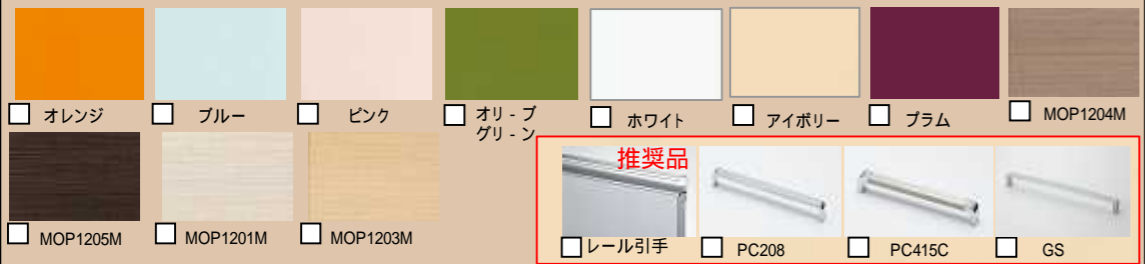 オレンジ
ブルー
ピンク
オリ-ブ
グリ-ン
ホワイト
アイボリー
プラム
MOP1204M
MOP1205M
MOP1201M
MOP1203M
推奨品
レール引手
PC208
PC415C
GS